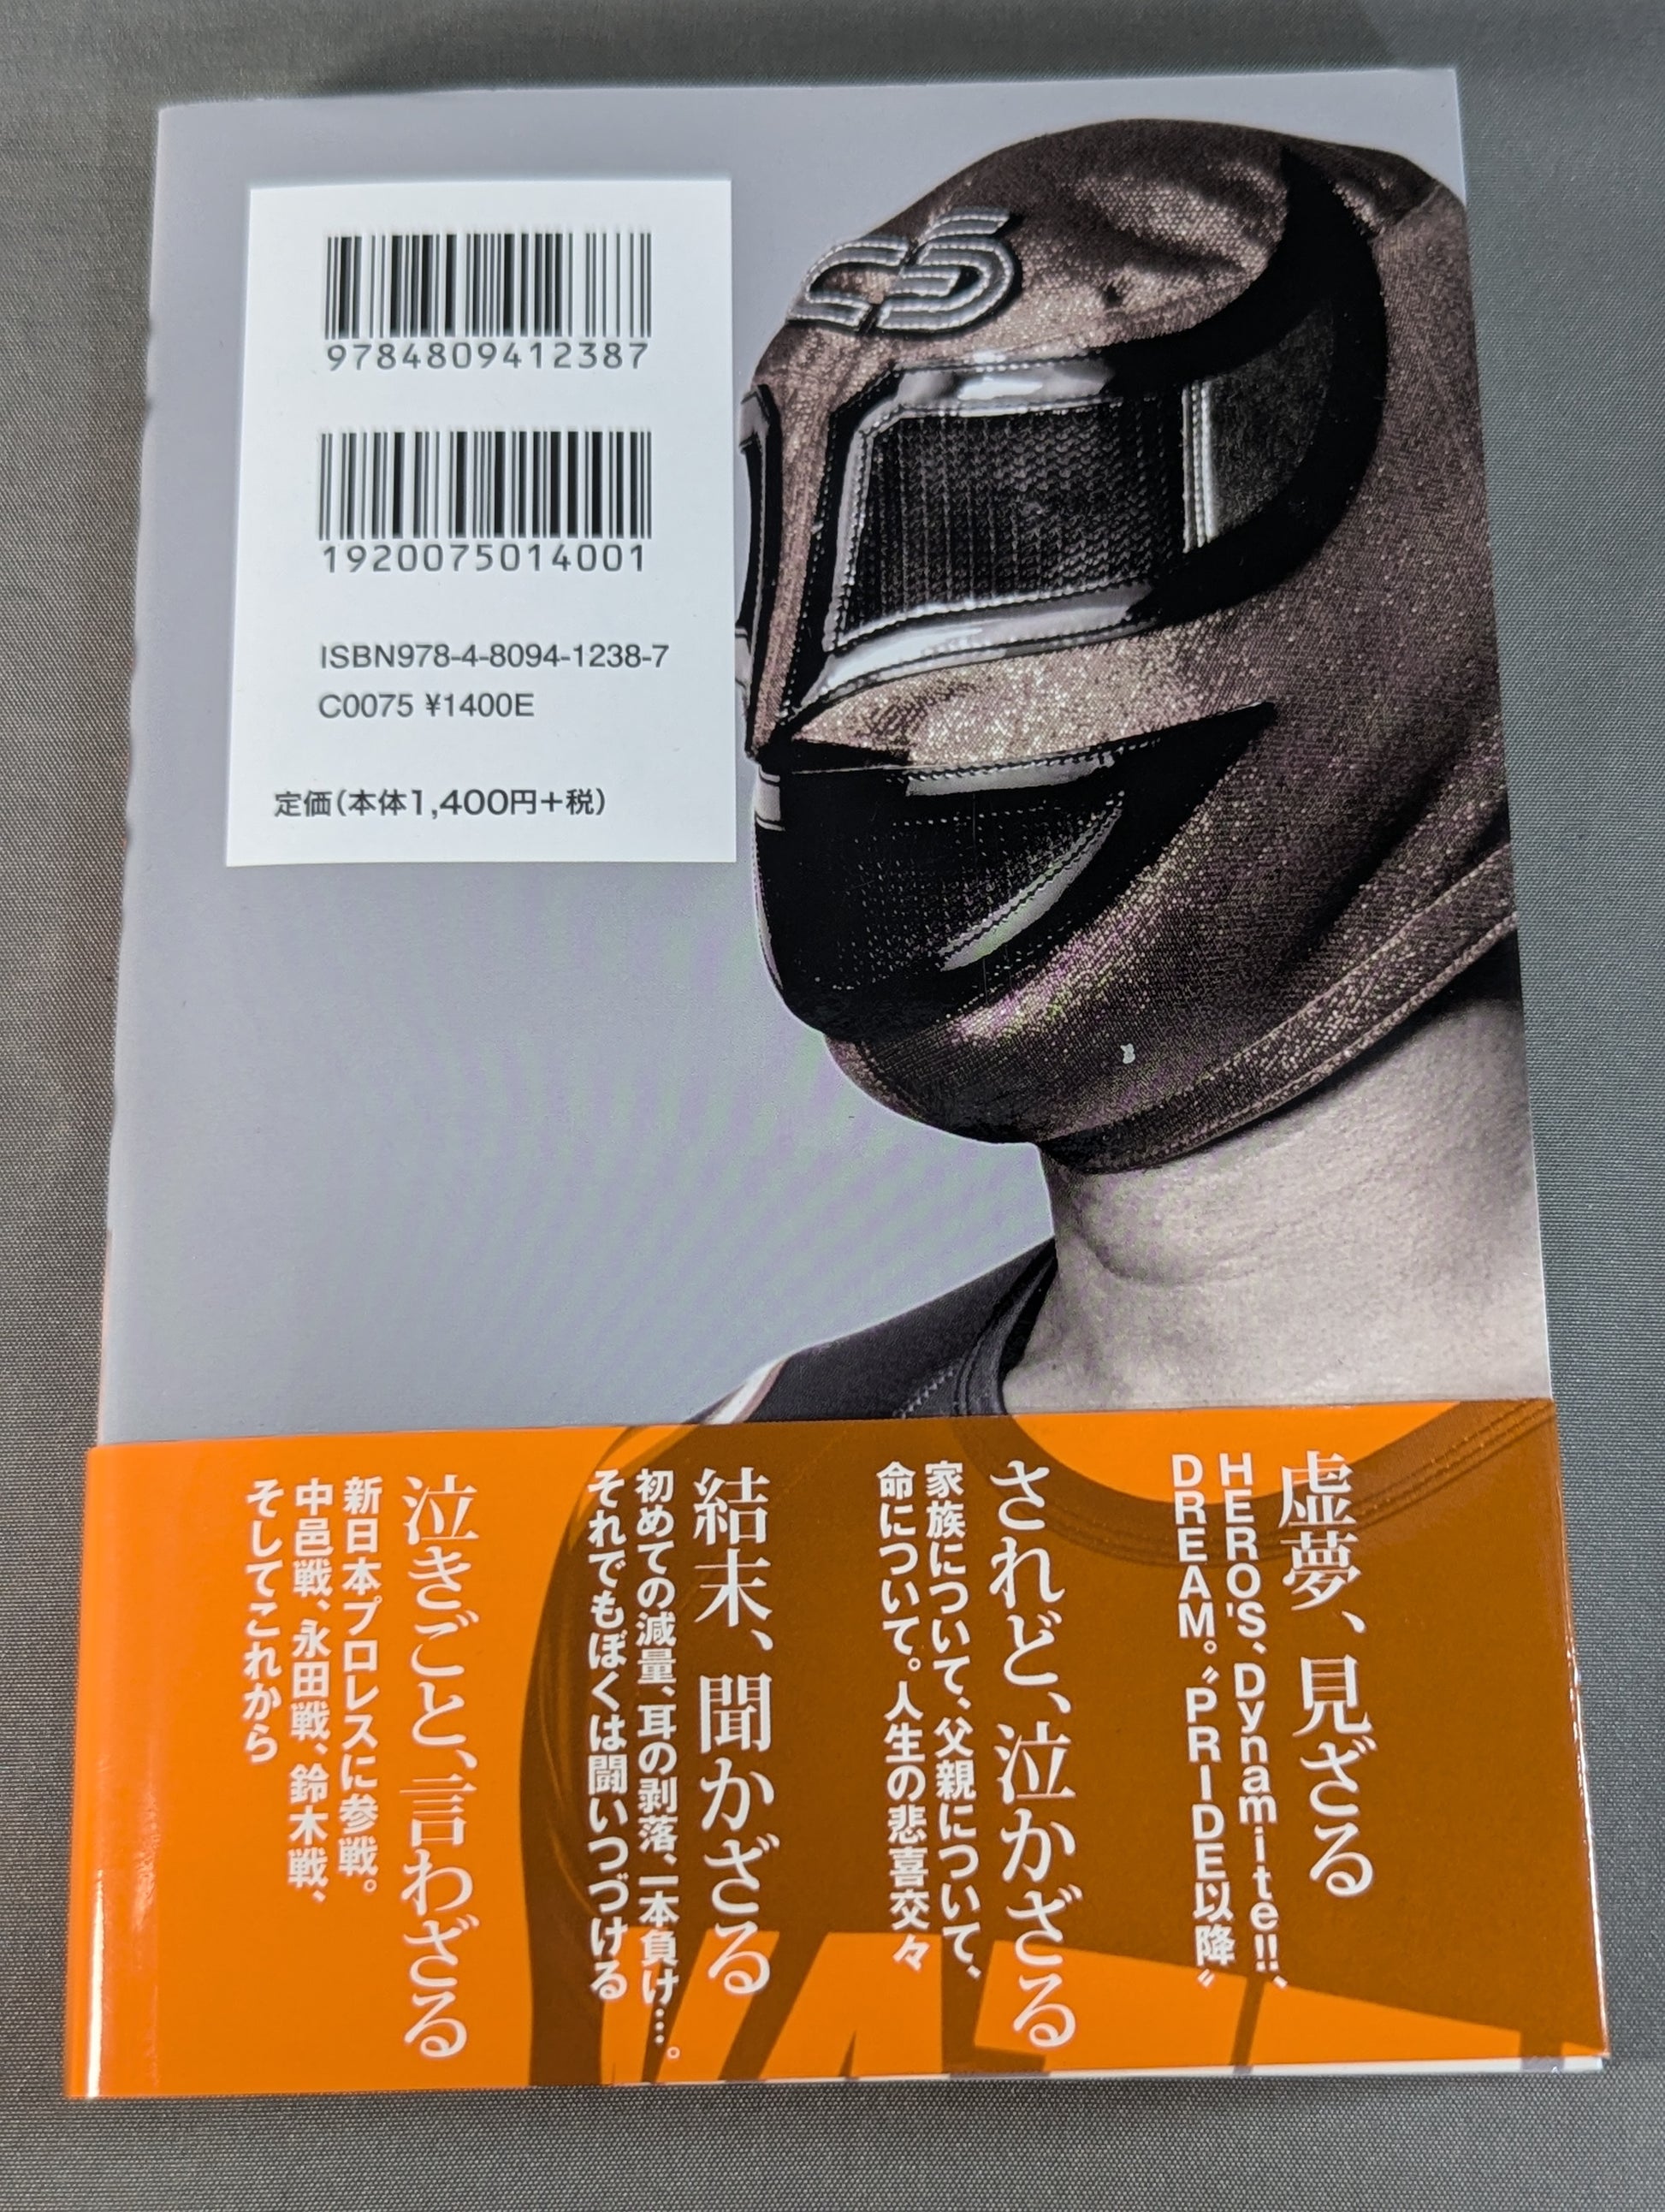 9784809412387
1920075014001
ISBN978-4-8094-1238-7
C0075 ¥1400E
定価(本体1,400円+税)
虚夢、見ざる
HERO'S、Dynamite!!、
DREAM。〝PRIDE以降〟
されど、泣かざる
家族について、父親について、
命について。人生の悲喜交々
結末、聞かざる
初めての減量、耳の剥落、一本負け…。
それでもぼくは闘いつづける
泣きごと、言わざる
新日本プロレスに参戦。
中邑戦、永田戦、鈴木戦、
そしてこれから